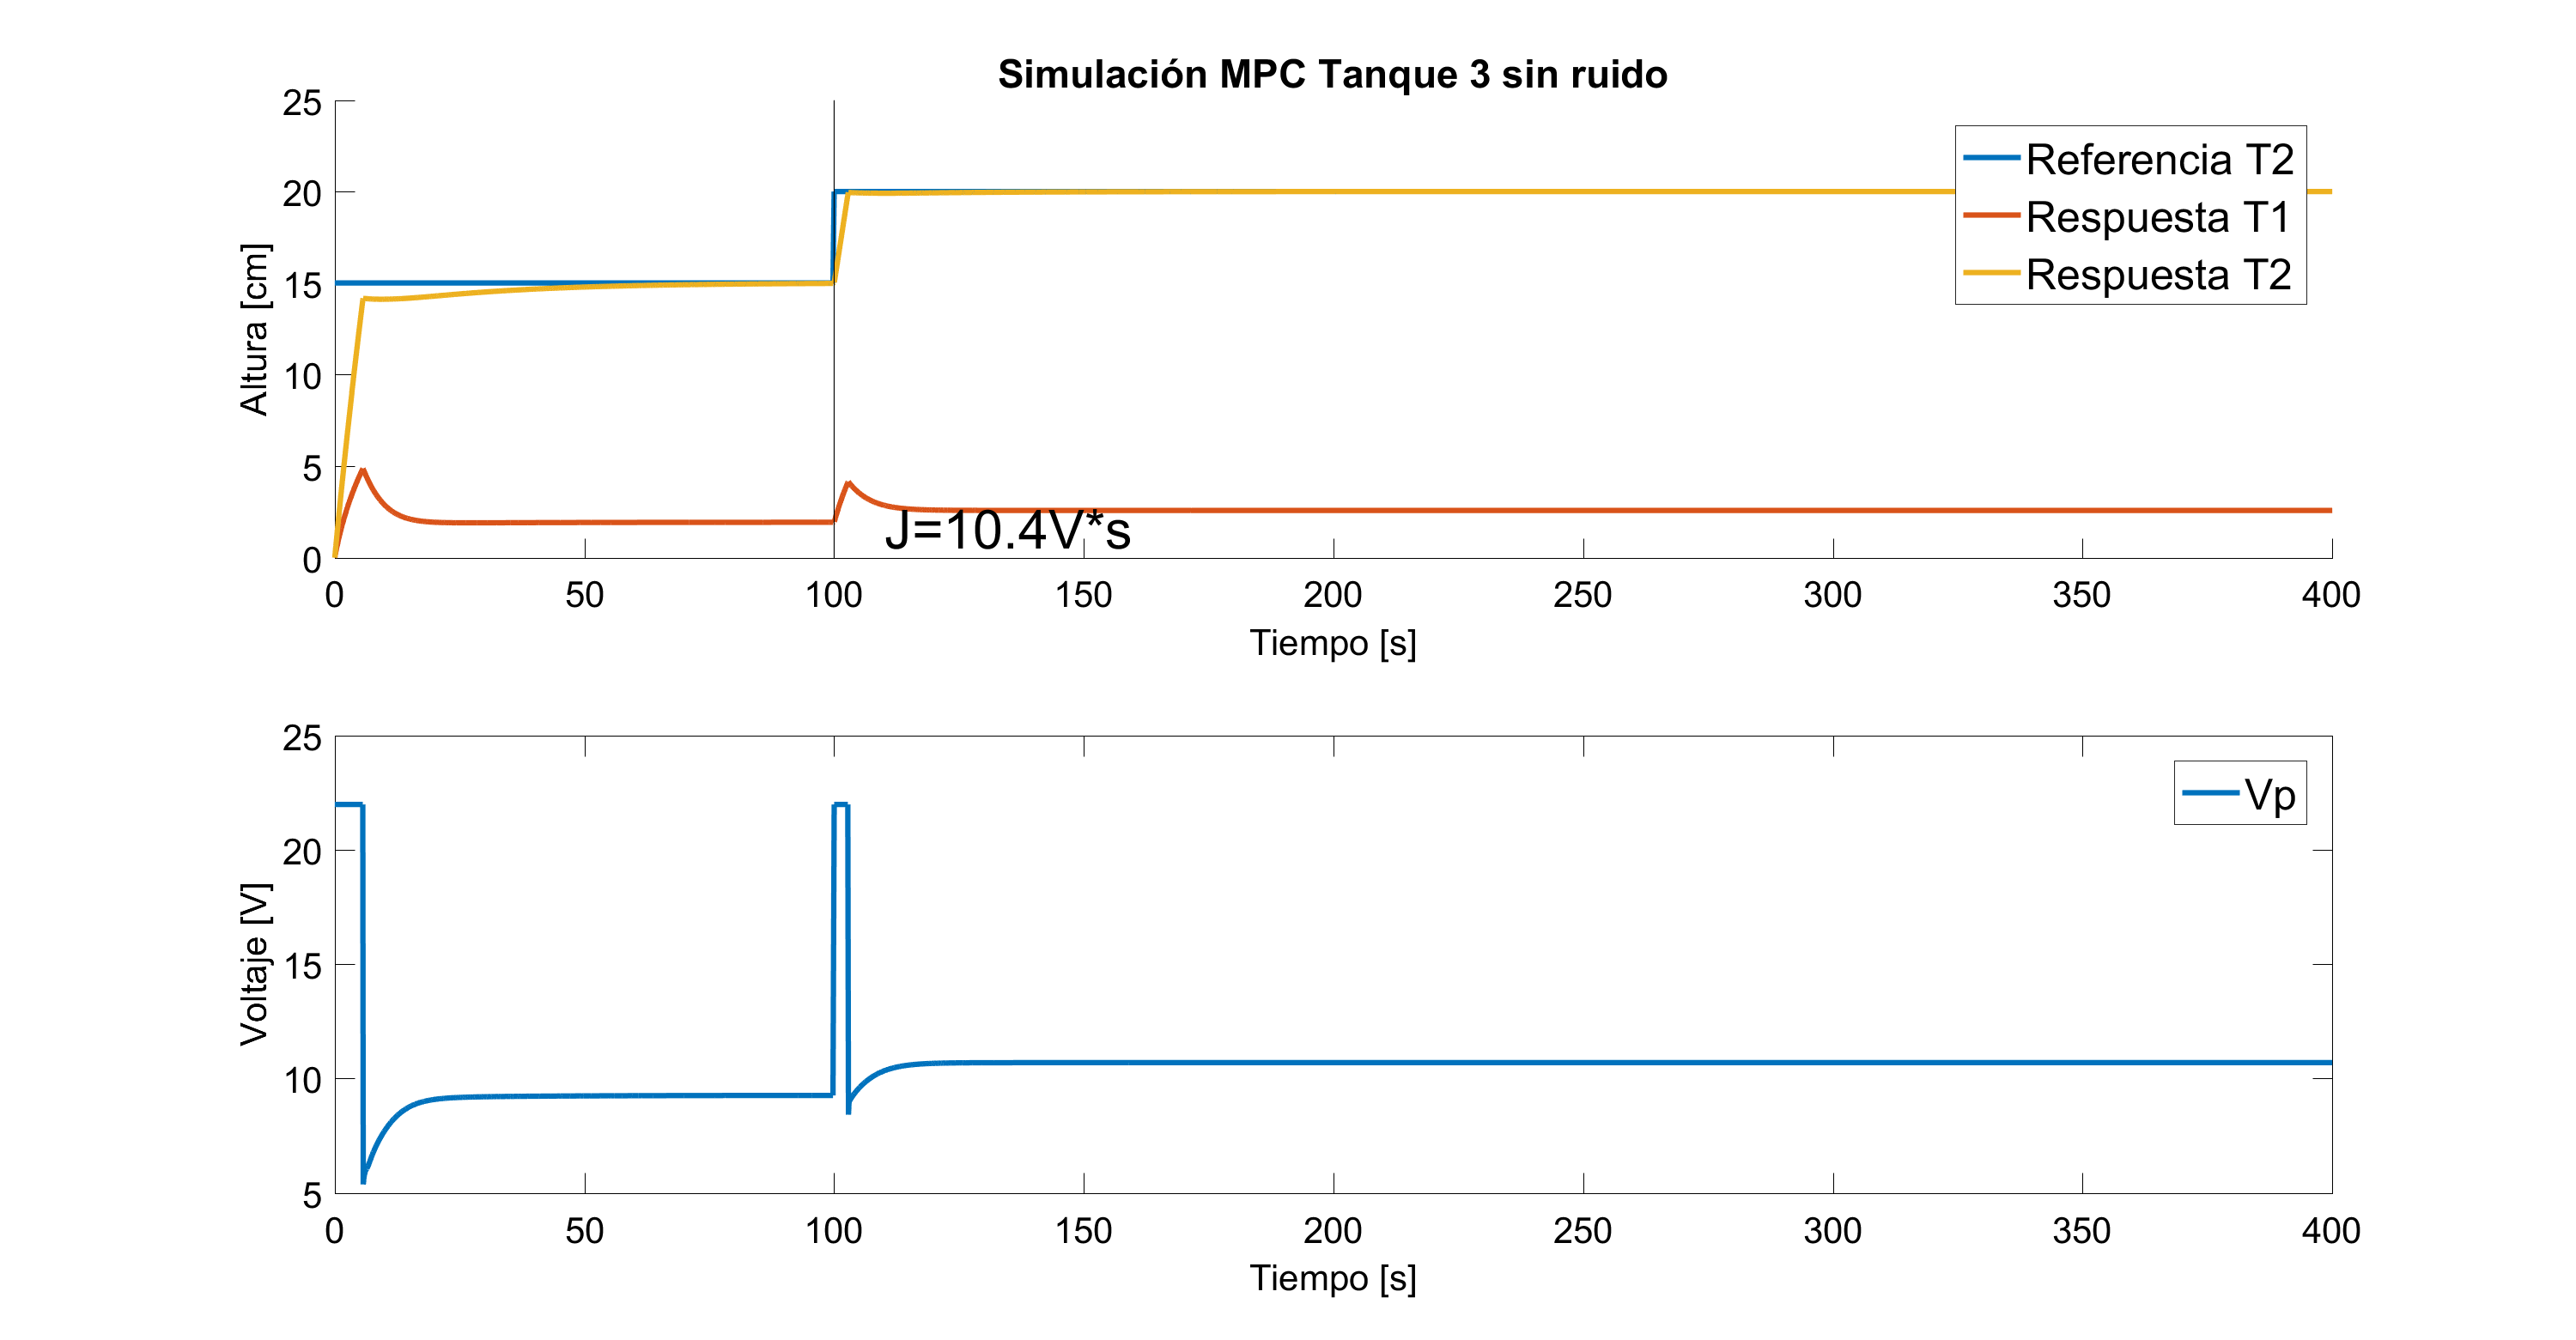 Simulación MPC Tanque 3 sin ruido
25
20
15
10
5
0
Altura [cm]
Referencia T2
Respuesta T1
Respuesta T2
J=10.4V*s
0 50 100 150 200 250 300 350 400
Tiempo [s]
25
20
15
10
5
Voltaje [V]
Vp
0 50 100 150 200 250 300 350 400
Tiempo [s]